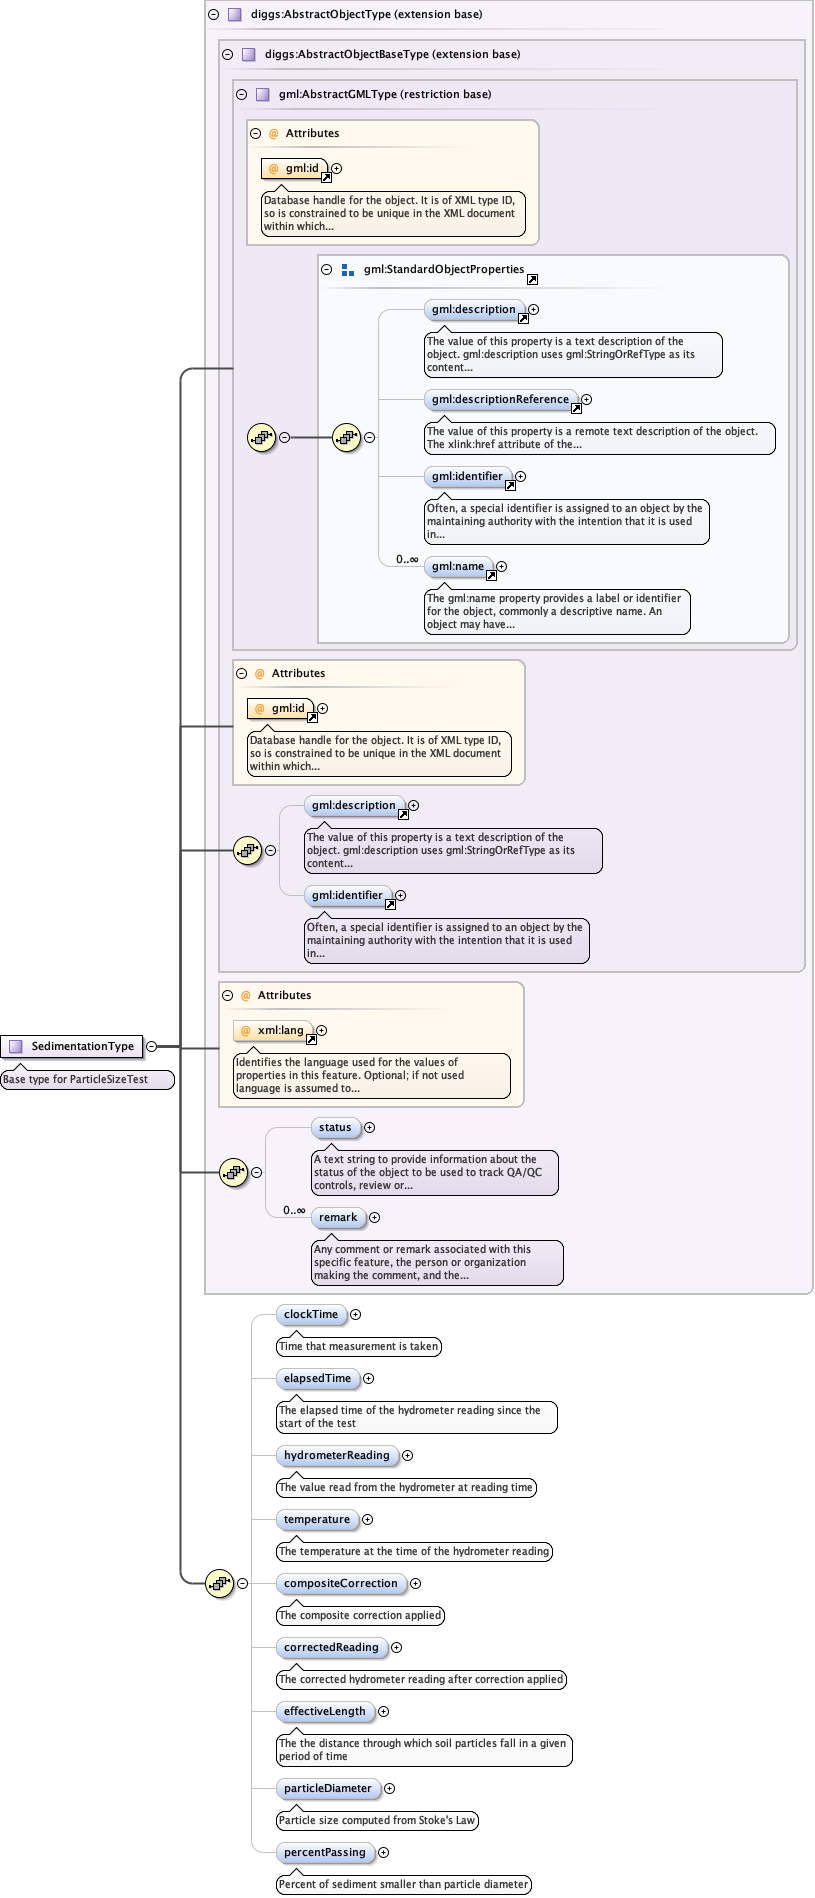 diggs:AbstractObjectType (extension base)
diggs:AbstractObjectBaseType (extension base)
gml:AbstractGMLType (restriction base)
@ Attributes
@ gml:id
Database handle for the object. It is of XML type ID,
so is constrained to be unique in the XML document
within which...
gml:StandardObjectProperties
gml:description
The value of this property is a text description of the
object. gml:description uses gml:StringOrRefType as its
content...
gml:descriptionReference
The value of this property is a remote text description of the object.
The xlink:href attribute of the...
gml:identifier
Often, a special identifier is assigned to an object by the
maintaining authority with the intention that it is used
in...
0..∞
gml:name
The gml:name property provides a label or identifier
for the object, commonly a descriptive name. An
object may have...
@ Attributes
@ gml:id
Database handle for the object. It is of XML type ID,
so is constrained to be unique in the XML document
within which...
gml:description
The value of this property is a text description of the
object. gml:description uses gml:StringOrRefType as its
content...
gml:identifier
Often, a special identifier is assigned to an object by the
maintaining authority with the intention that it is used
in...
@ Attributes
@ xml:lang
Identifies the language used for the values of
properties in this feature. Optional; if not used
language is assumed to...
SedimentationType
Base type for ParticleSizeTest
status
A text string to provide information about the
status of the object to be used to track QA/QC
controls, review or...
0..∞
remark
Any comment or remark associated with this
specific feature, the person or organization
making the comment, and the...
clockTime
Time that measurement is taken
elapsedTime
The elapsed time of the hydrometer reading since the
start of the test
hydrometerReading
The value read from the hydrometer at reading time
temperature
The temperature at the time of the hydrometer reading
compositeCorrection
The composite correction applied
correctedReading
The corrected hydrometer reading after correction applied
effectiveLength
The the distance through which soil particles fall in a given
period of time
particleDiameter
Particle size computed from Stoke's Law
percentPassing
Percent of sediment smaller than particle diameter